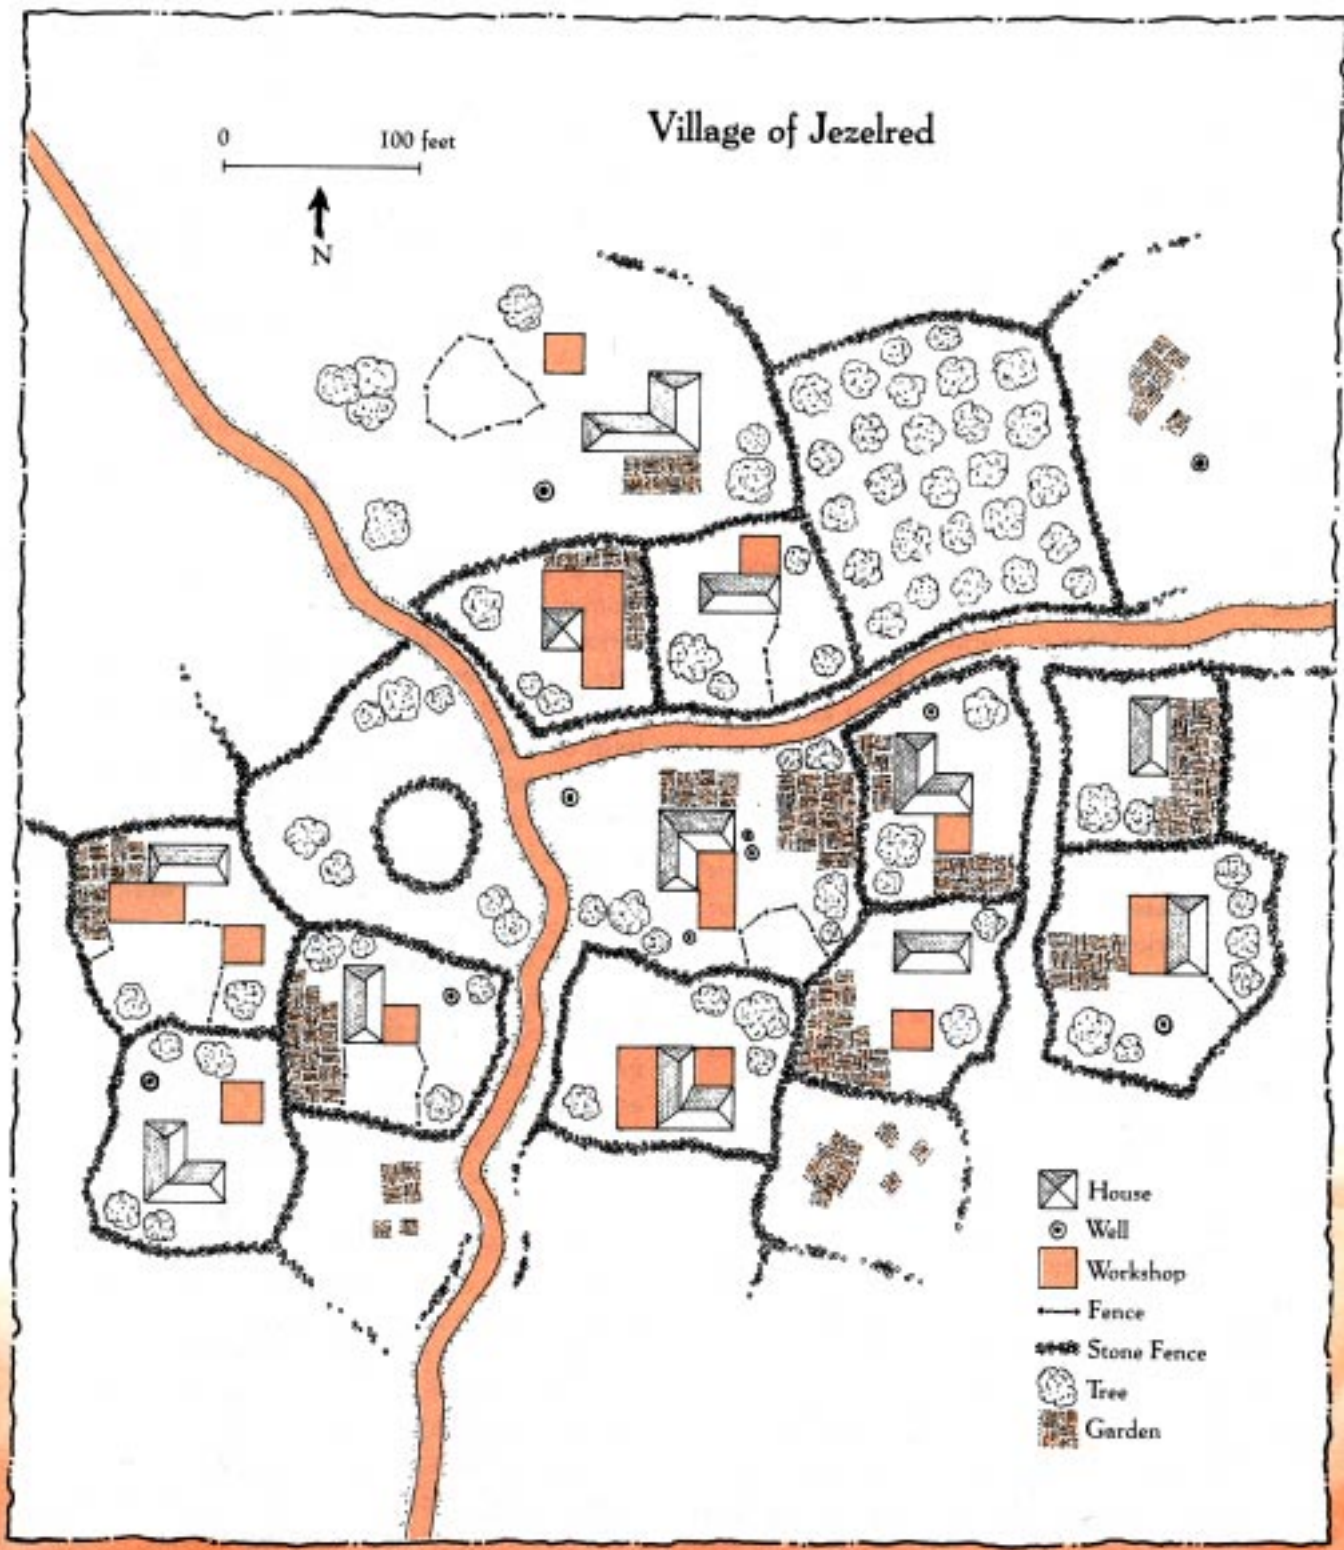 Village of Jezelred
0 100 feet
N
House
Well
Workshop
Fence
Stone Fence
Tree
Garden